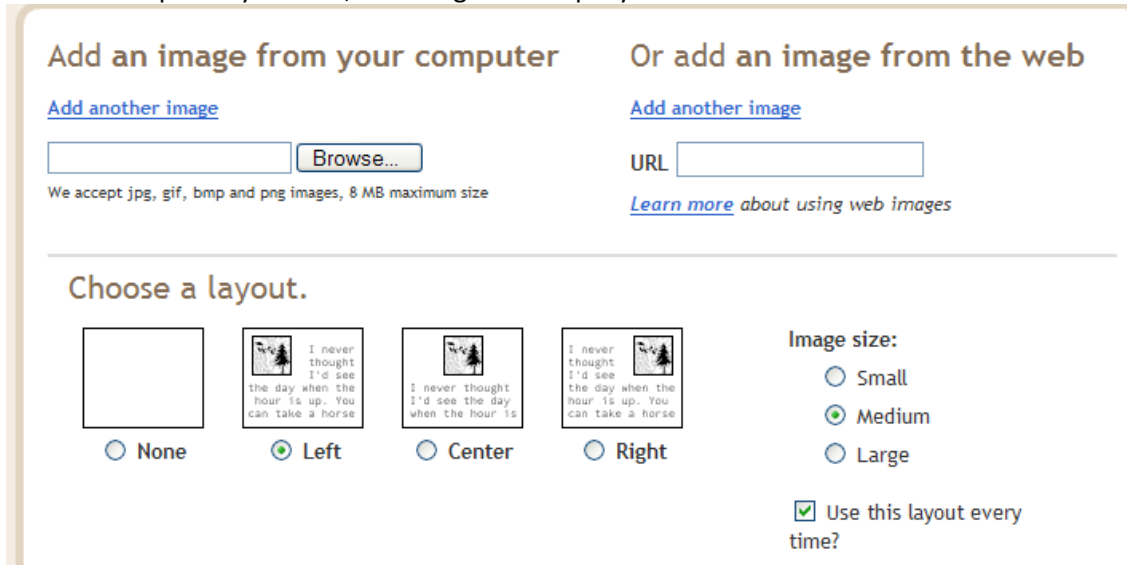 Add an image from your computer
Add another image
Browse...
We accept jpg, gif, bmp and png images, 8 MB maximum size
Or add an image from the web
Add another image
URL
Learn more about using web images
Choose a layout.
I never
thought
I'd see
the day when the
hour is up. You
can take a horse
I never thought
I'd see the day
when the hour is
I never
thought
I'd see
the day when the
hour is up. You
can take a horse
None
Left
Center
Right
Image size:
Small
Medium
Large
Use this layout every
time?